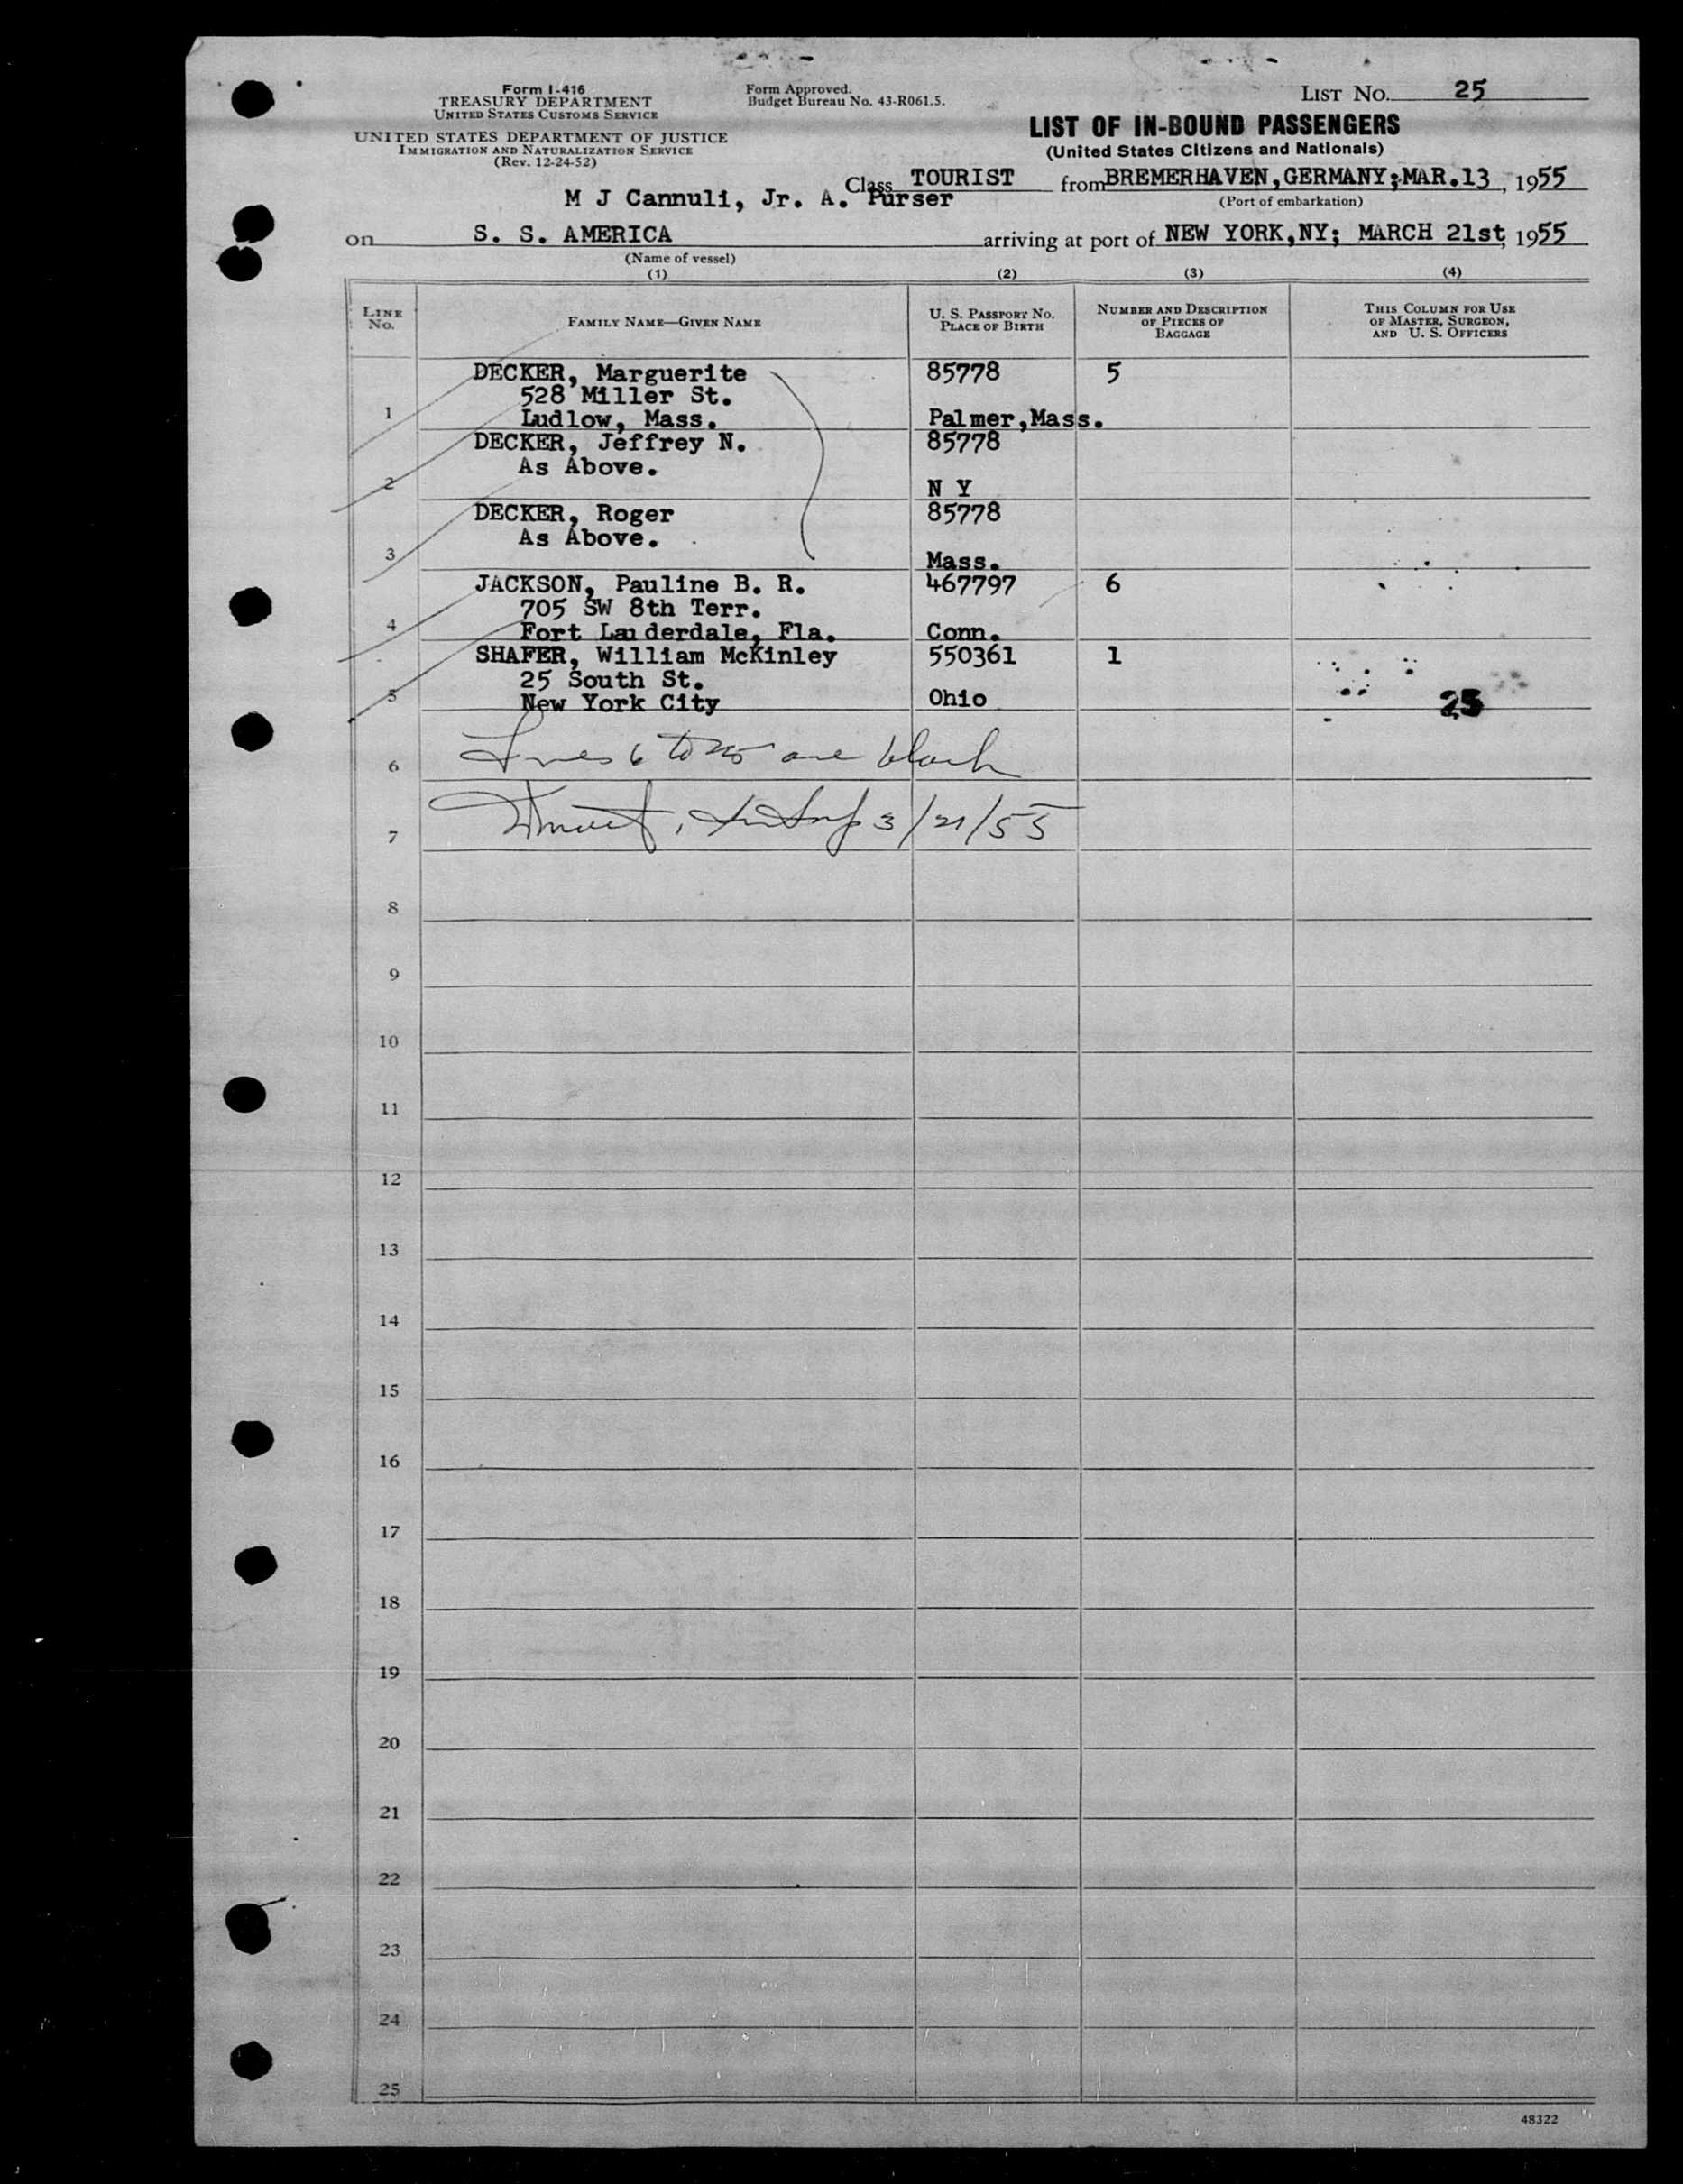 Form I-416
TREASURY DEPARTMENT
UNITED STATES CUSTOMS SERVICE
UNITED STATES DEPARTMENT OF JUSTICE
IMMIGRATION AND NATURALIZATION SERVICE
(Rev. 12-24-52)
Form Approved.
Budget Bureau No. 43-R061.5.
LIST NO. 25
LIST OF IN-BOUND PASSENGERS
(United States Citizens and Nationals)
Class TOURIST from BREMERHAVEN,GERMANY;MAR.13, 1955
(Port of embarkation)
M J Cannuli, Jr. A. Purser
on S. S. AMERICA arriving at port of NEW YORK,NY; MARCH 21st, 1955
(Name of vessel)
(1) (2) (3) (4)
LINE NO.
FAMILY NAME—GIVEN NAME
U. S. PASSPORT NO.
PLACE OF BIRTH
NUMBER AND DESCRIPTION
OF PIECES OF
BAGGAGE
THIS COLUMN FOR USE
OF MASTER, SURGEON,
AND U. S. OFFICERS
DECKER, Marguerite 85778 5
528 Miller St.
1 Ludlow, Mass. Palmer,Mass.
DECKER, Jeffrey N. 85778
As Above.
2 N Y
DECKER, Roger 85778
As Above.
3 Mass.
JACKSON, Pauline B. R. 467797 6
705 SW 8th Terr.
4 Fort Lauderdale, Fla. Conn.
SHAFER, William McKinley 550361 1
25 South St.
5 New York City Ohio 25
6 Lines 6 to 25 are blank
7 3/21/55
8
9
10
11
12
13
14
15
16
17
18
19
20
21
22
23
24
25
48322